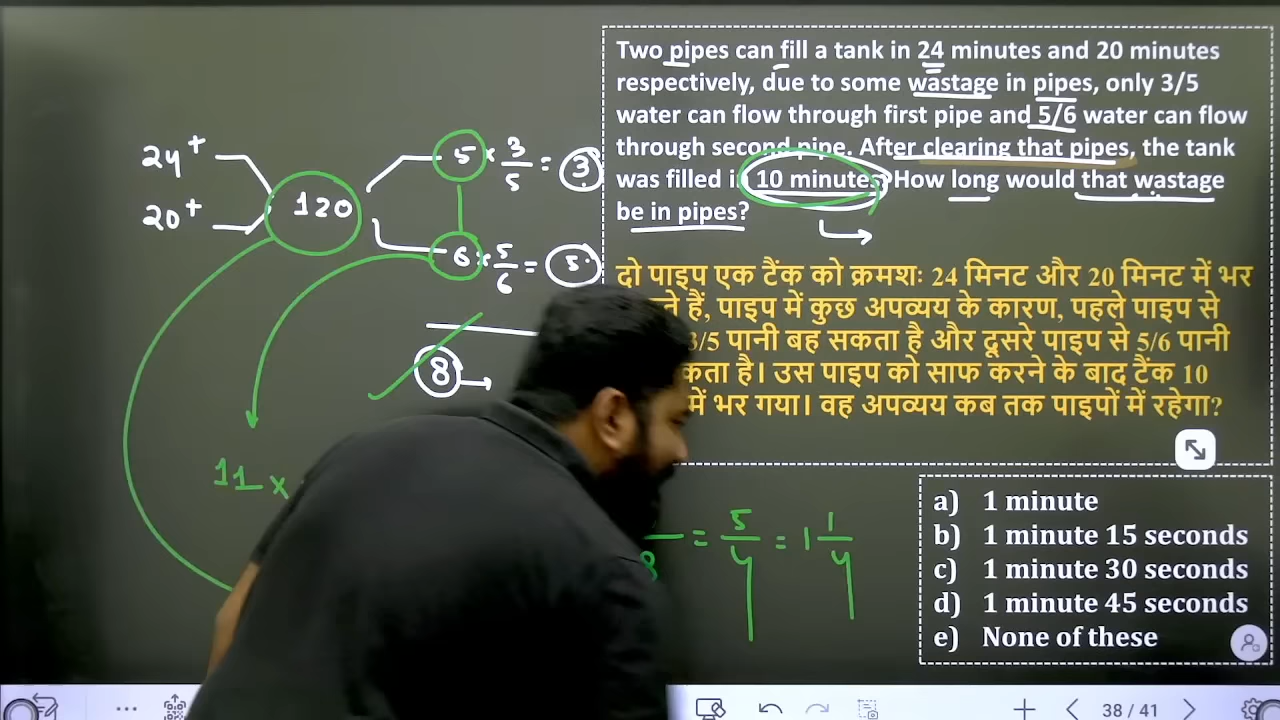 Two pipes can fill a tank in 24 minutes and 20 minutes
respectively, due to some wastage in pipes, only 3/5
water can flow through first pipe and 5/6 water can flow
through second pipe. After clearing that pipes, the tank
was filled i 10 minutes. How long would that wastage
be in pipes?
दो पाइप एक टैंक को क्रमशः 24 मिनट और 20 मिनट में भर
हैं, पाइप में कुछ अपव्यय के कारण, पहले पाइप से
3/5 पानी बह सकता है और दूसरे पाइप से 5/6 पानी
है। उस पाइप को साफ करने के बाद टैंक 10
में भर गया। वह अपव्यय कब तक पाइपों में रहेगा?
a) 1 minute
b) 1 minute 15 seconds
c) 1 minute 30 seconds
d) 1 minute 45 seconds
e) None of these
24+
20+
120
5 × 3/5 = 3
6 × 5/6 = 5
8
11 ×
8 = 5/4 = 1 1/4
38 / 41